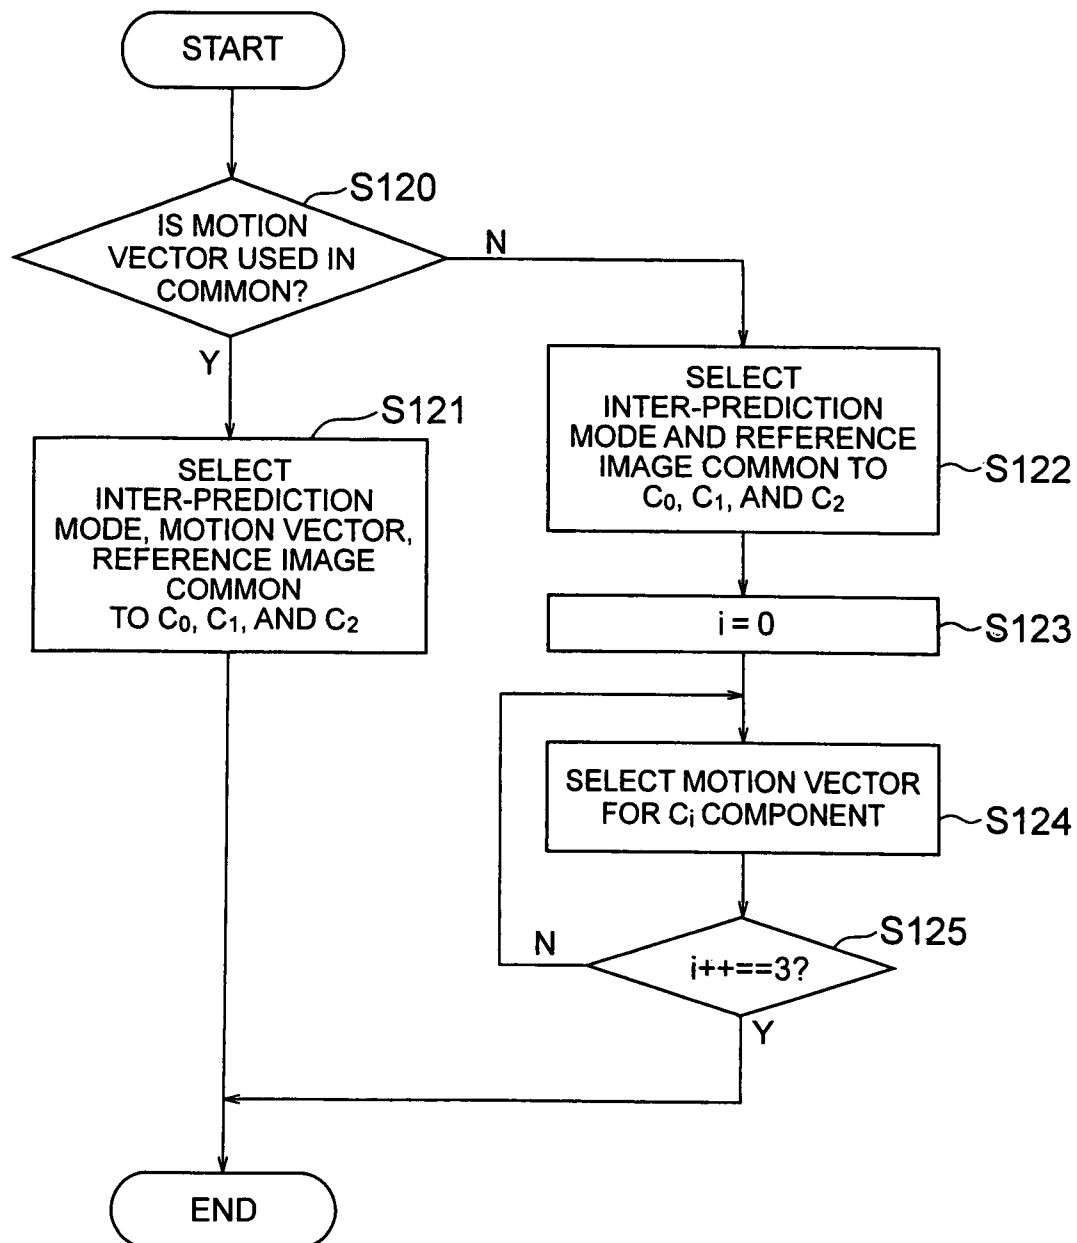 START
S120
IS MOTION
VECTOR USED IN
COMMON?
N
Y
S121
SELECT
INTER-PREDICTION
MODE, MOTION VECTOR,
REFERENCE IMAGE
COMMON
TO C0, C1, AND C2
SELECT
INTER-PREDICTION
MODE AND REFERENCE
IMAGE COMMON TO
C0, C1, AND C2
S122
i = 0
S123
SELECT MOTION VECTOR
FOR Ci COMPONENT
S124
S125
N
i++==3?
Y
END